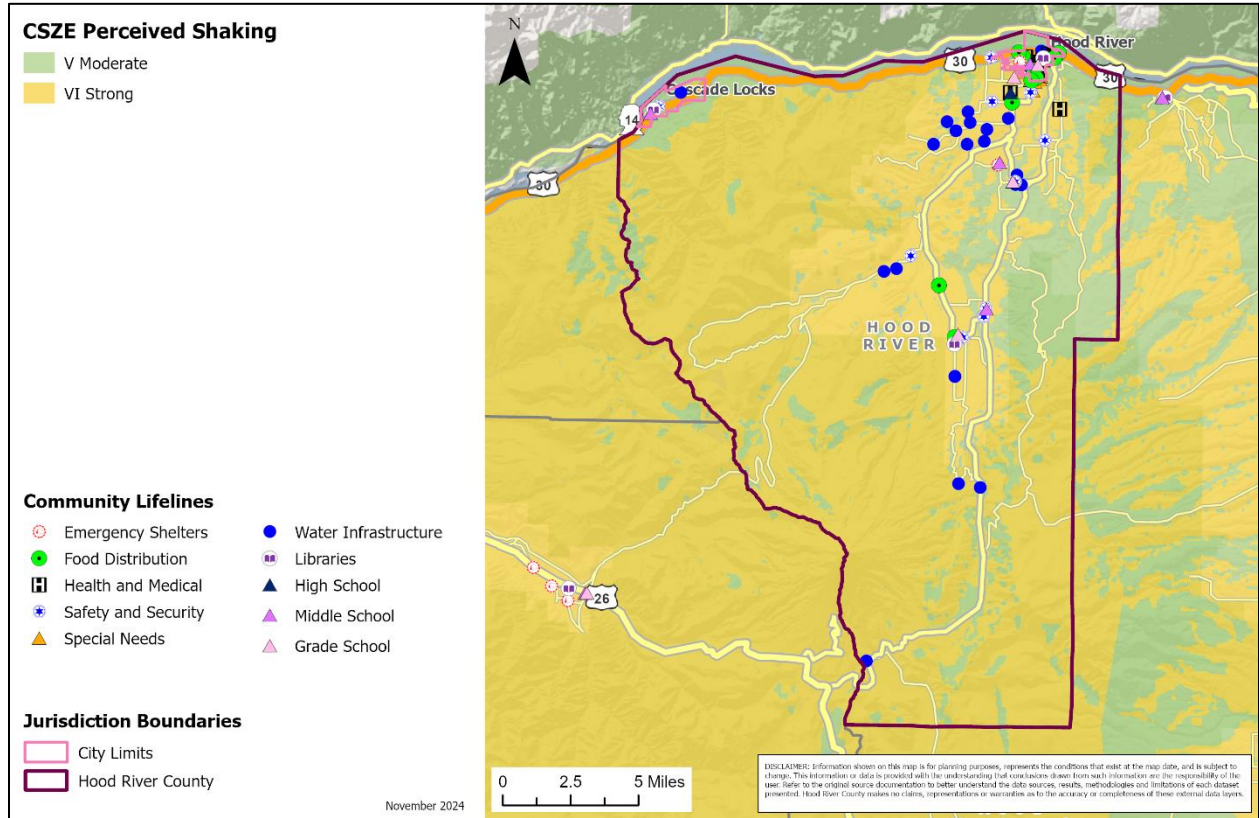 CSZE Perceived Shaking
V Moderate
VI Strong
Community Lifelines
Emergency Shelters
Food Distribution
Health and Medical
Safety and Security
Special Needs
Water Infrastructure
Libraries
High School
Middle School
Grade School
Jurisdiction Boundaries
City Limits
Hood River County
November 2024
N
Hood River
30
30
Cascade Locks
14
30
HOOD
RIVER
26
0 2.5 5 Miles
DISCLAIMER: Information shown on this map is for planning purposes, represents the conditions that exist at the map date, and is subject to
change. This information or data is provided with the understanding that conclusions drawn from such information are the responsibility of the
user. Refer to the original source documentation to better understand the data sources, results, methodologies and limitations of each dataset
presented. Hood River County makes no claims, representations or warranties as to the accuracy or completeness of these external data layers.